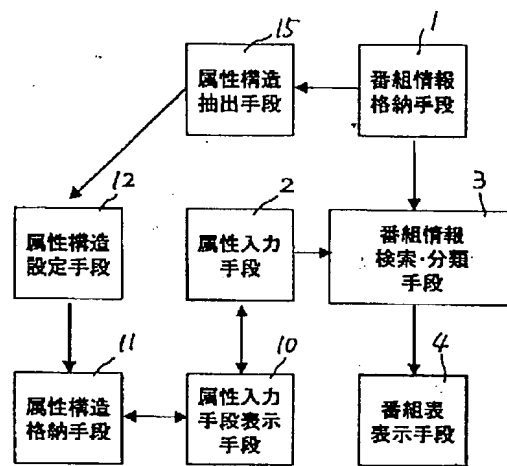 15
属性構造
抽出手段
1
番組情報
格納手段
12
属性構造
設定手段
2
属性入力
手段
3
番組情報
検索・分類
手段
11
属性構造
格納手段
10
属性入力
手段表示
手段
4
番組表
表示手段